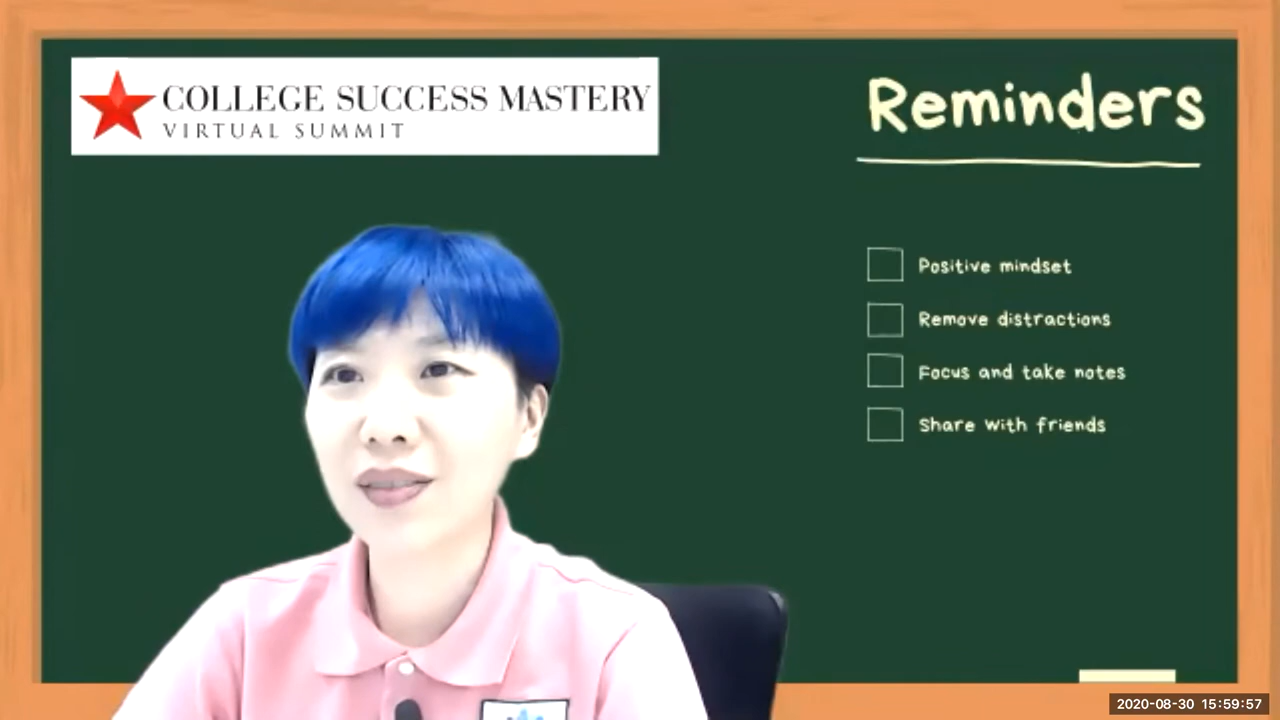 COLLEGE SUCCESS MASTERY
VIRTUAL SUMMIT
Reminders
Positive mindset
Remove distractions
Focus and take notes
Share with friends
2020-08-30 15:59:57